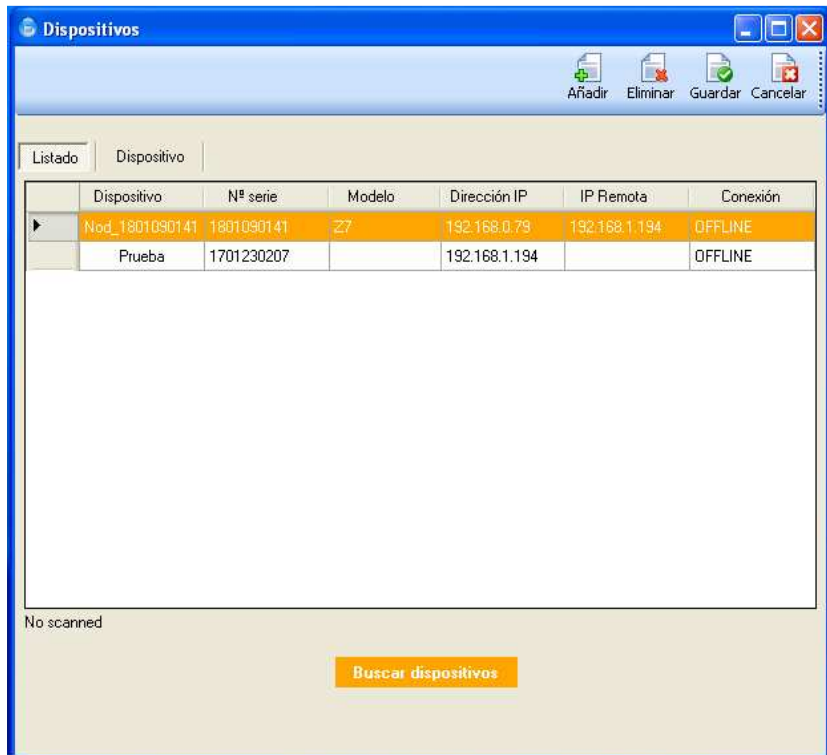 Dispositivos
Añadir Eliminar Guardar Cancelar
Listado Dispositivo
Dispositivo Nª serie Modelo Dirección IP IP Remota Conexión
Nod_1801090141 1801090141 Z7 192.168.0.79 192.168.1.194 OFFLINE
Prueba 1701230207 192.168.1.194 OFFLINE
No scanned
Buscar dispositivos